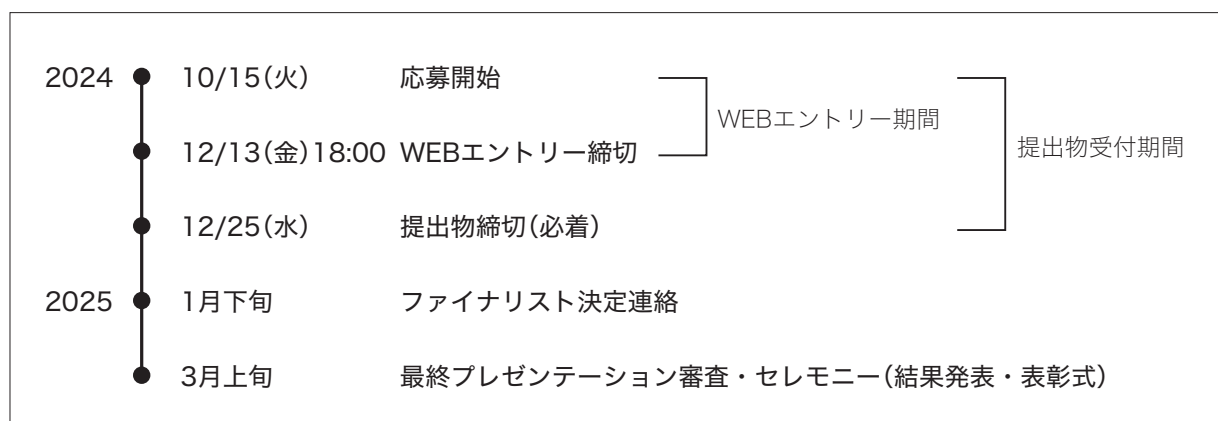 2024 10/15(火) 応募開始
WEBエントリー期間
12/13(金)18:00 WEBエントリー締切
提出物受付期間
12/25(水) 提出物締切(必着)
2025 1月下旬 ファイナリスト決定連絡
3月上旬 最終プレゼンテーション審査・セレモニー(結果発表・表彰式)